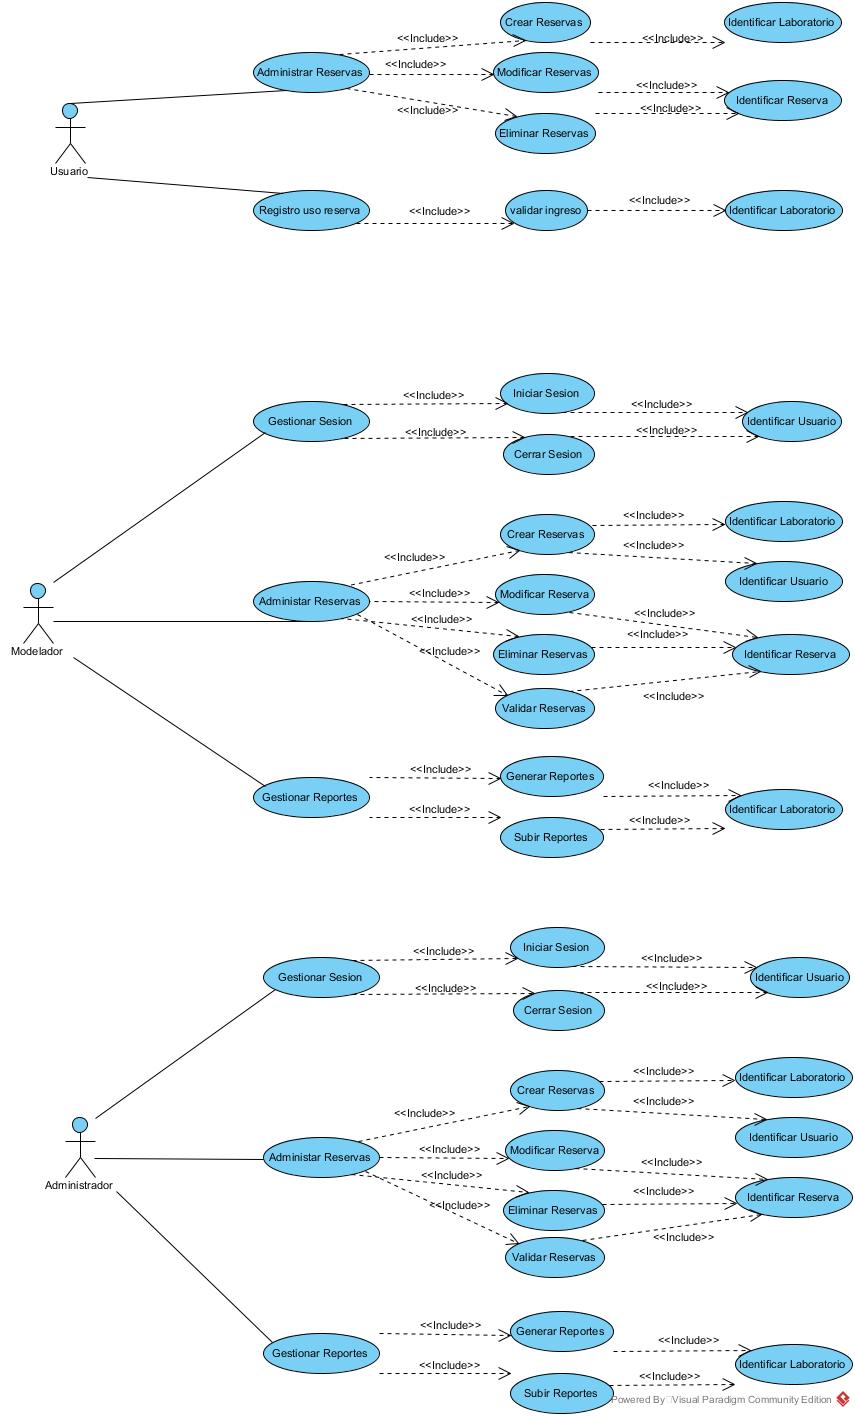 Crear Reservas
Identificar Laboratorio
<<Include>>
<<Include>>
Administrar Reservas
<<Include>>
Modificar Reservas
<<Include>>
Identificar Reserva
<<Include>>
<<Include>>
Eliminar Reservas
Usuario
Registro uso reserva
<<Include>>
validar ingreso
<<Include>>
Identificar Laboratorio
Gestionar Sesion
<<Include>>
Iniciar Sesion
<<Include>>
Identificar Usuario
<<Include>>
<<Include>>
Cerrar Sesion
Crear Reservas
<<Include>>
Identificar Laboratorio
<<Include>>
<<Include>>
Identificar Usuario
Administar Reservas
<<Include>>
Modificar Reserva
<<Include>>
<<Include>>
<<Include>>
Eliminar Reservas
Identificar Reserva
<<Include>>
Modelador
<<Include>>
Validar Reservas
Gestionar Reportes
<<Include>>
Generar Reportes
<<Include>>
Identificar Laboratorio
<<Include>>
<<Include>>
Subir Reportes
Gestionar Sesion
<<Include>>
Iniciar Sesion
<<Include>>
Identificar Usuario
<<Include>>
<<Include>>
Cerrar Sesion
Crear Reservas
<<Include>>
Identificar Laboratorio
<<Include>>
<<Include>>
Identificar Usuario
Administar Reservas
<<Include>>
Modificar Reserva
<<Include>>
<<Include>>
<<Include>>
Administrador
Identificar Reserva
<<Include>>
Eliminar Reservas
<<Include>>
Validar Reservas
Gestionar Reportes
<<Include>>
Generar Reportes
<<Include>>
Identificar Laboratorio
<<Include>>
<<Include>>
Subir Reportes
Powered By Visual Paradigm Community Edition